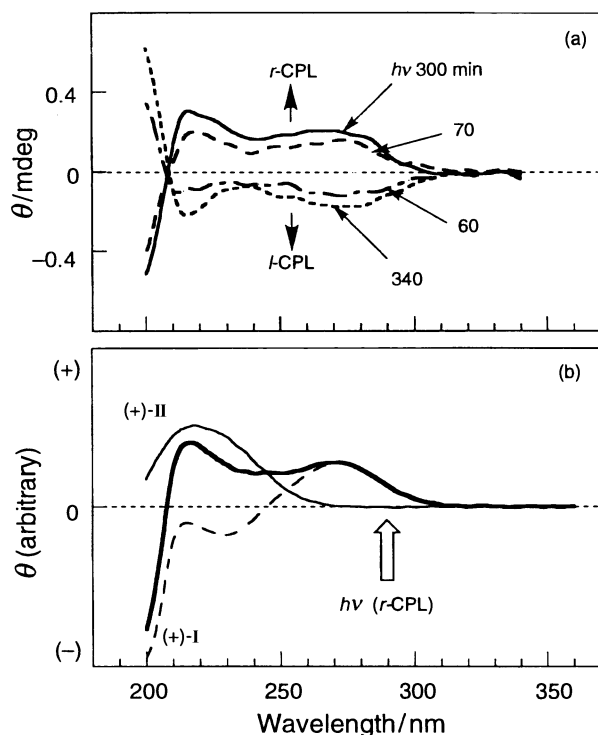 (a)
r-CPL
hν 300 min
70
0.4
0
−0.4
θ/mdeg
l-CPL
60
340
(b)
(+)
(+)-II
0
θ (arbitrary)
hν (r-CPL)
(+)-I
(−)
200 250 300 350
Wavelength/nm